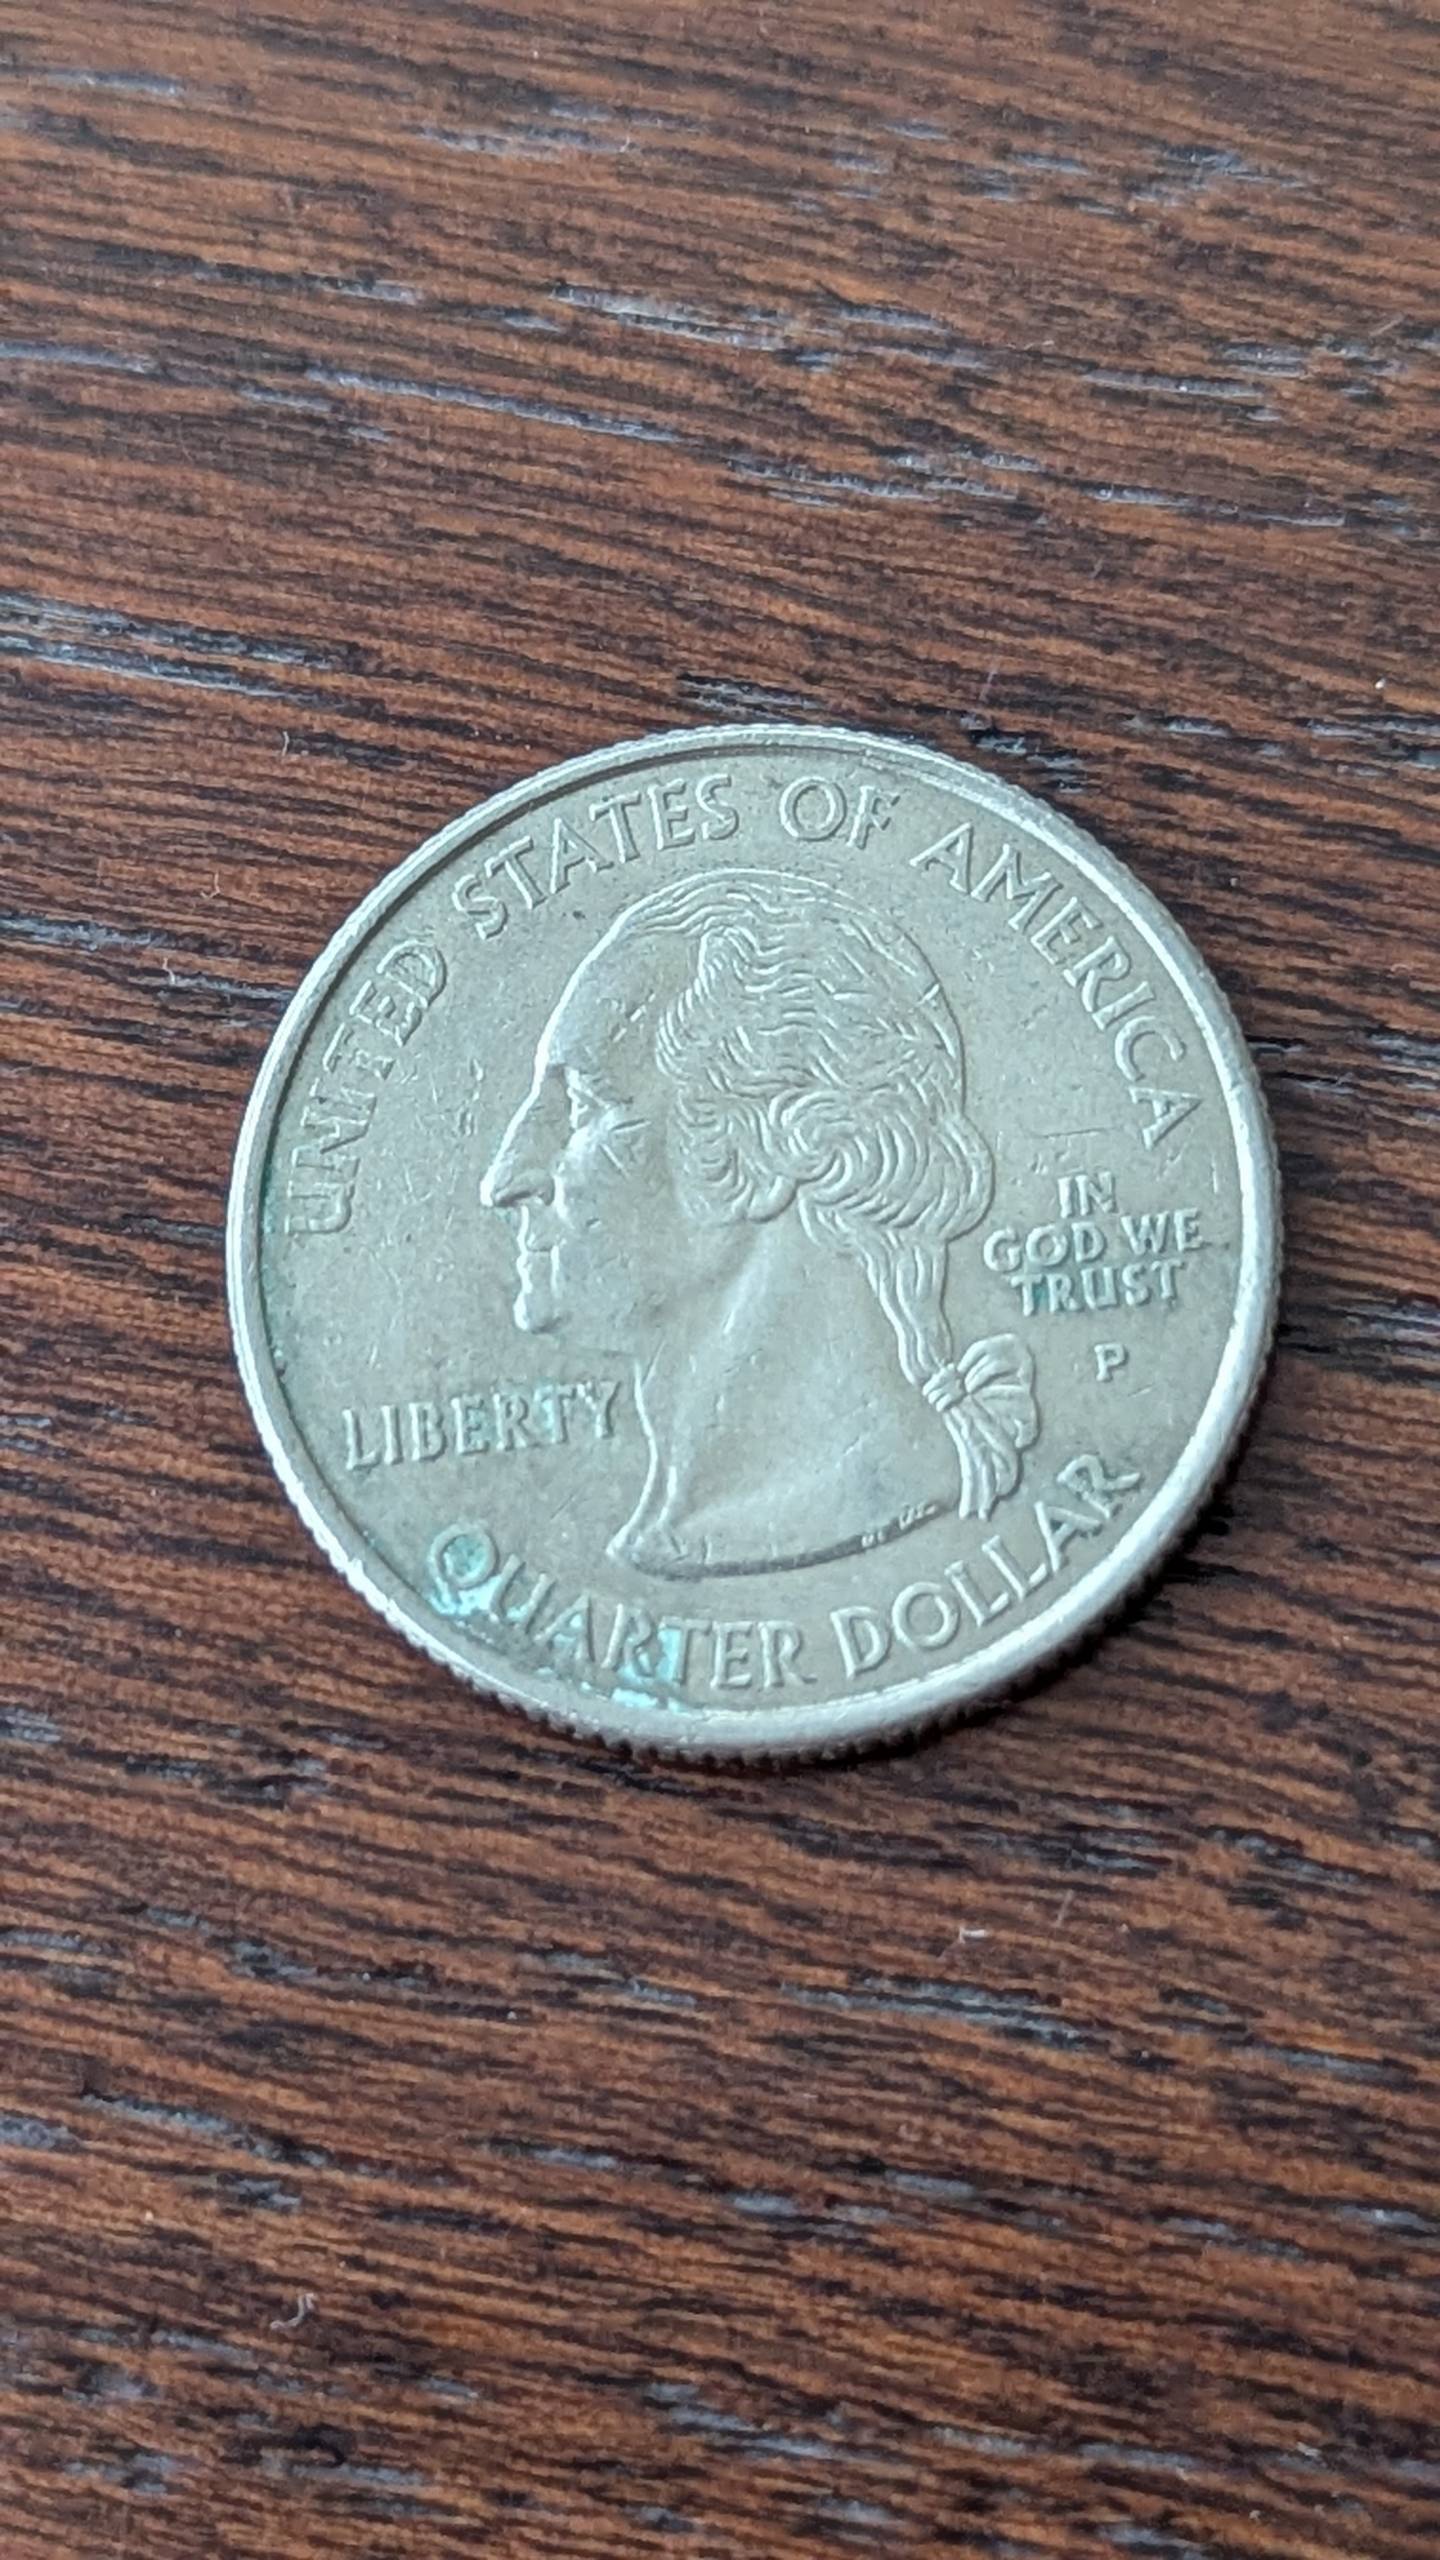 UNITED STATES OF AMERICA
IN
GOD WE
TRUST
P
LIBERTY
QUARTER DOLLAR